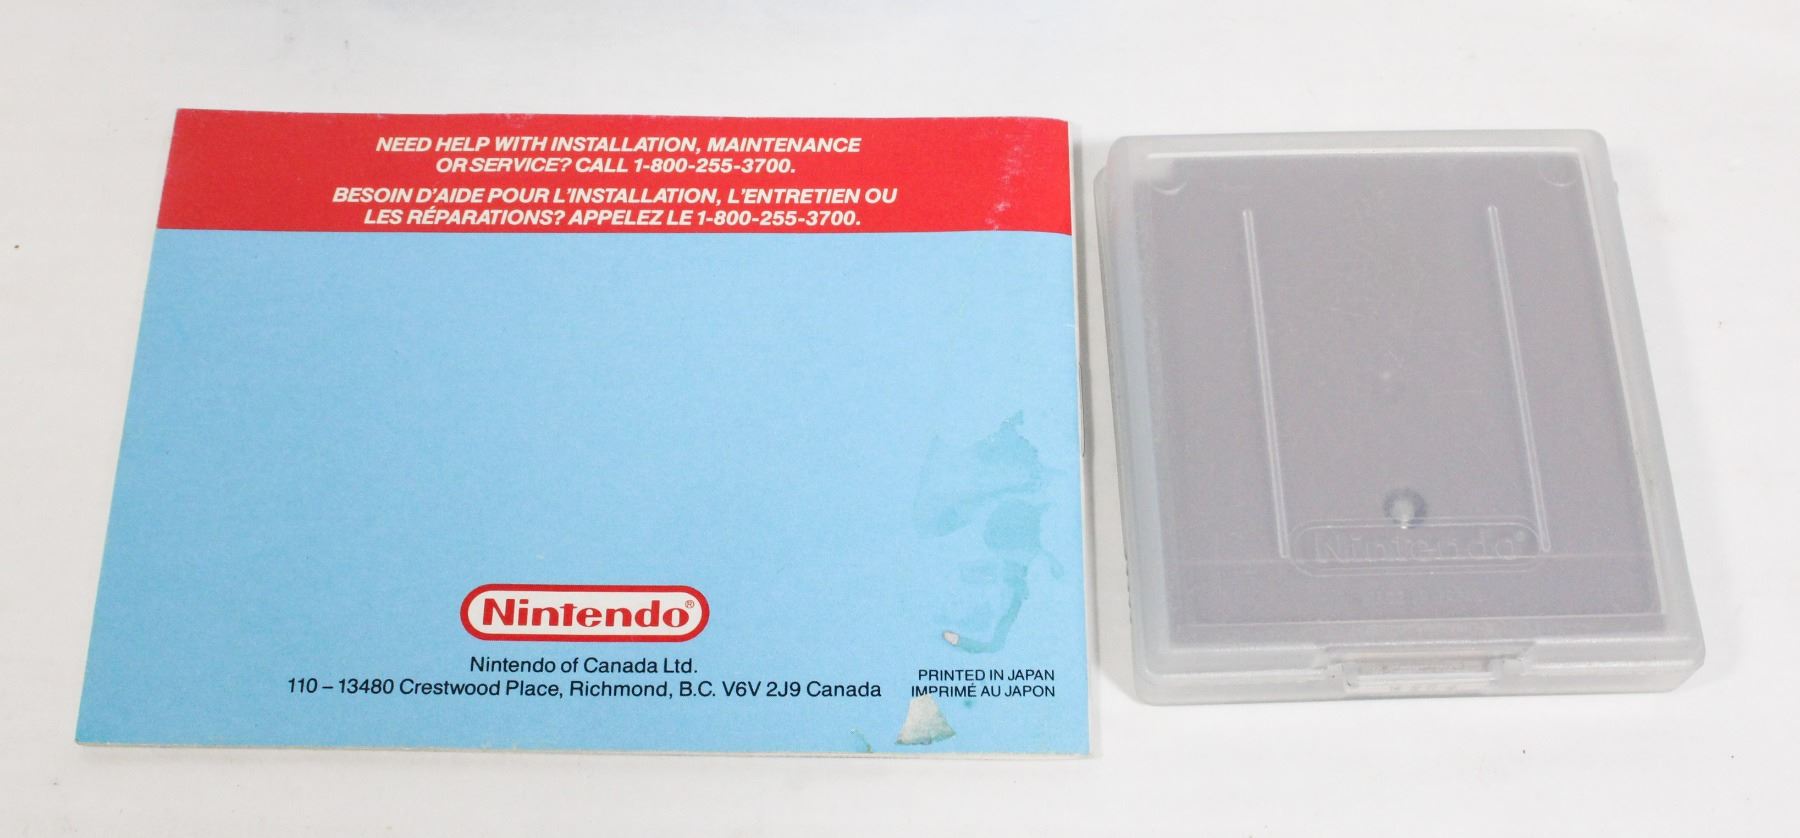 NEED HELP WITH INSTALLATION, MAINTENANCE
OR SERVICE? CALL 1-800-255-3700.
BESOIN D'AIDE POUR L'INSTALLATION, L'ENTRETIEN OU
LES RÉPARATIONS? APPELEZ LE 1-800-255-3700.
Nintendo®
Nintendo of Canada Ltd.
110 – 13480 Crestwood Place, Richmond, B.C. V6V 2J9 Canada
PRINTED IN JAPAN
IMPRIMÉ AU JAPON
Nintendo®